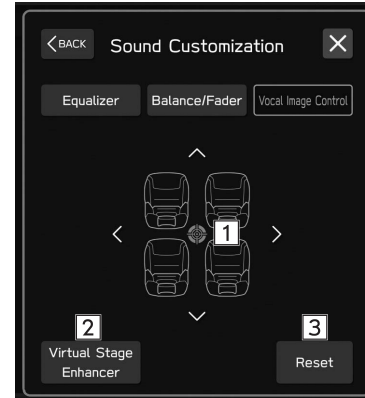 BACK Sound Customization
Equalizer Balance/Fader Vocal Image Control
1
2 3
Virtual Stage
Enhancer Reset